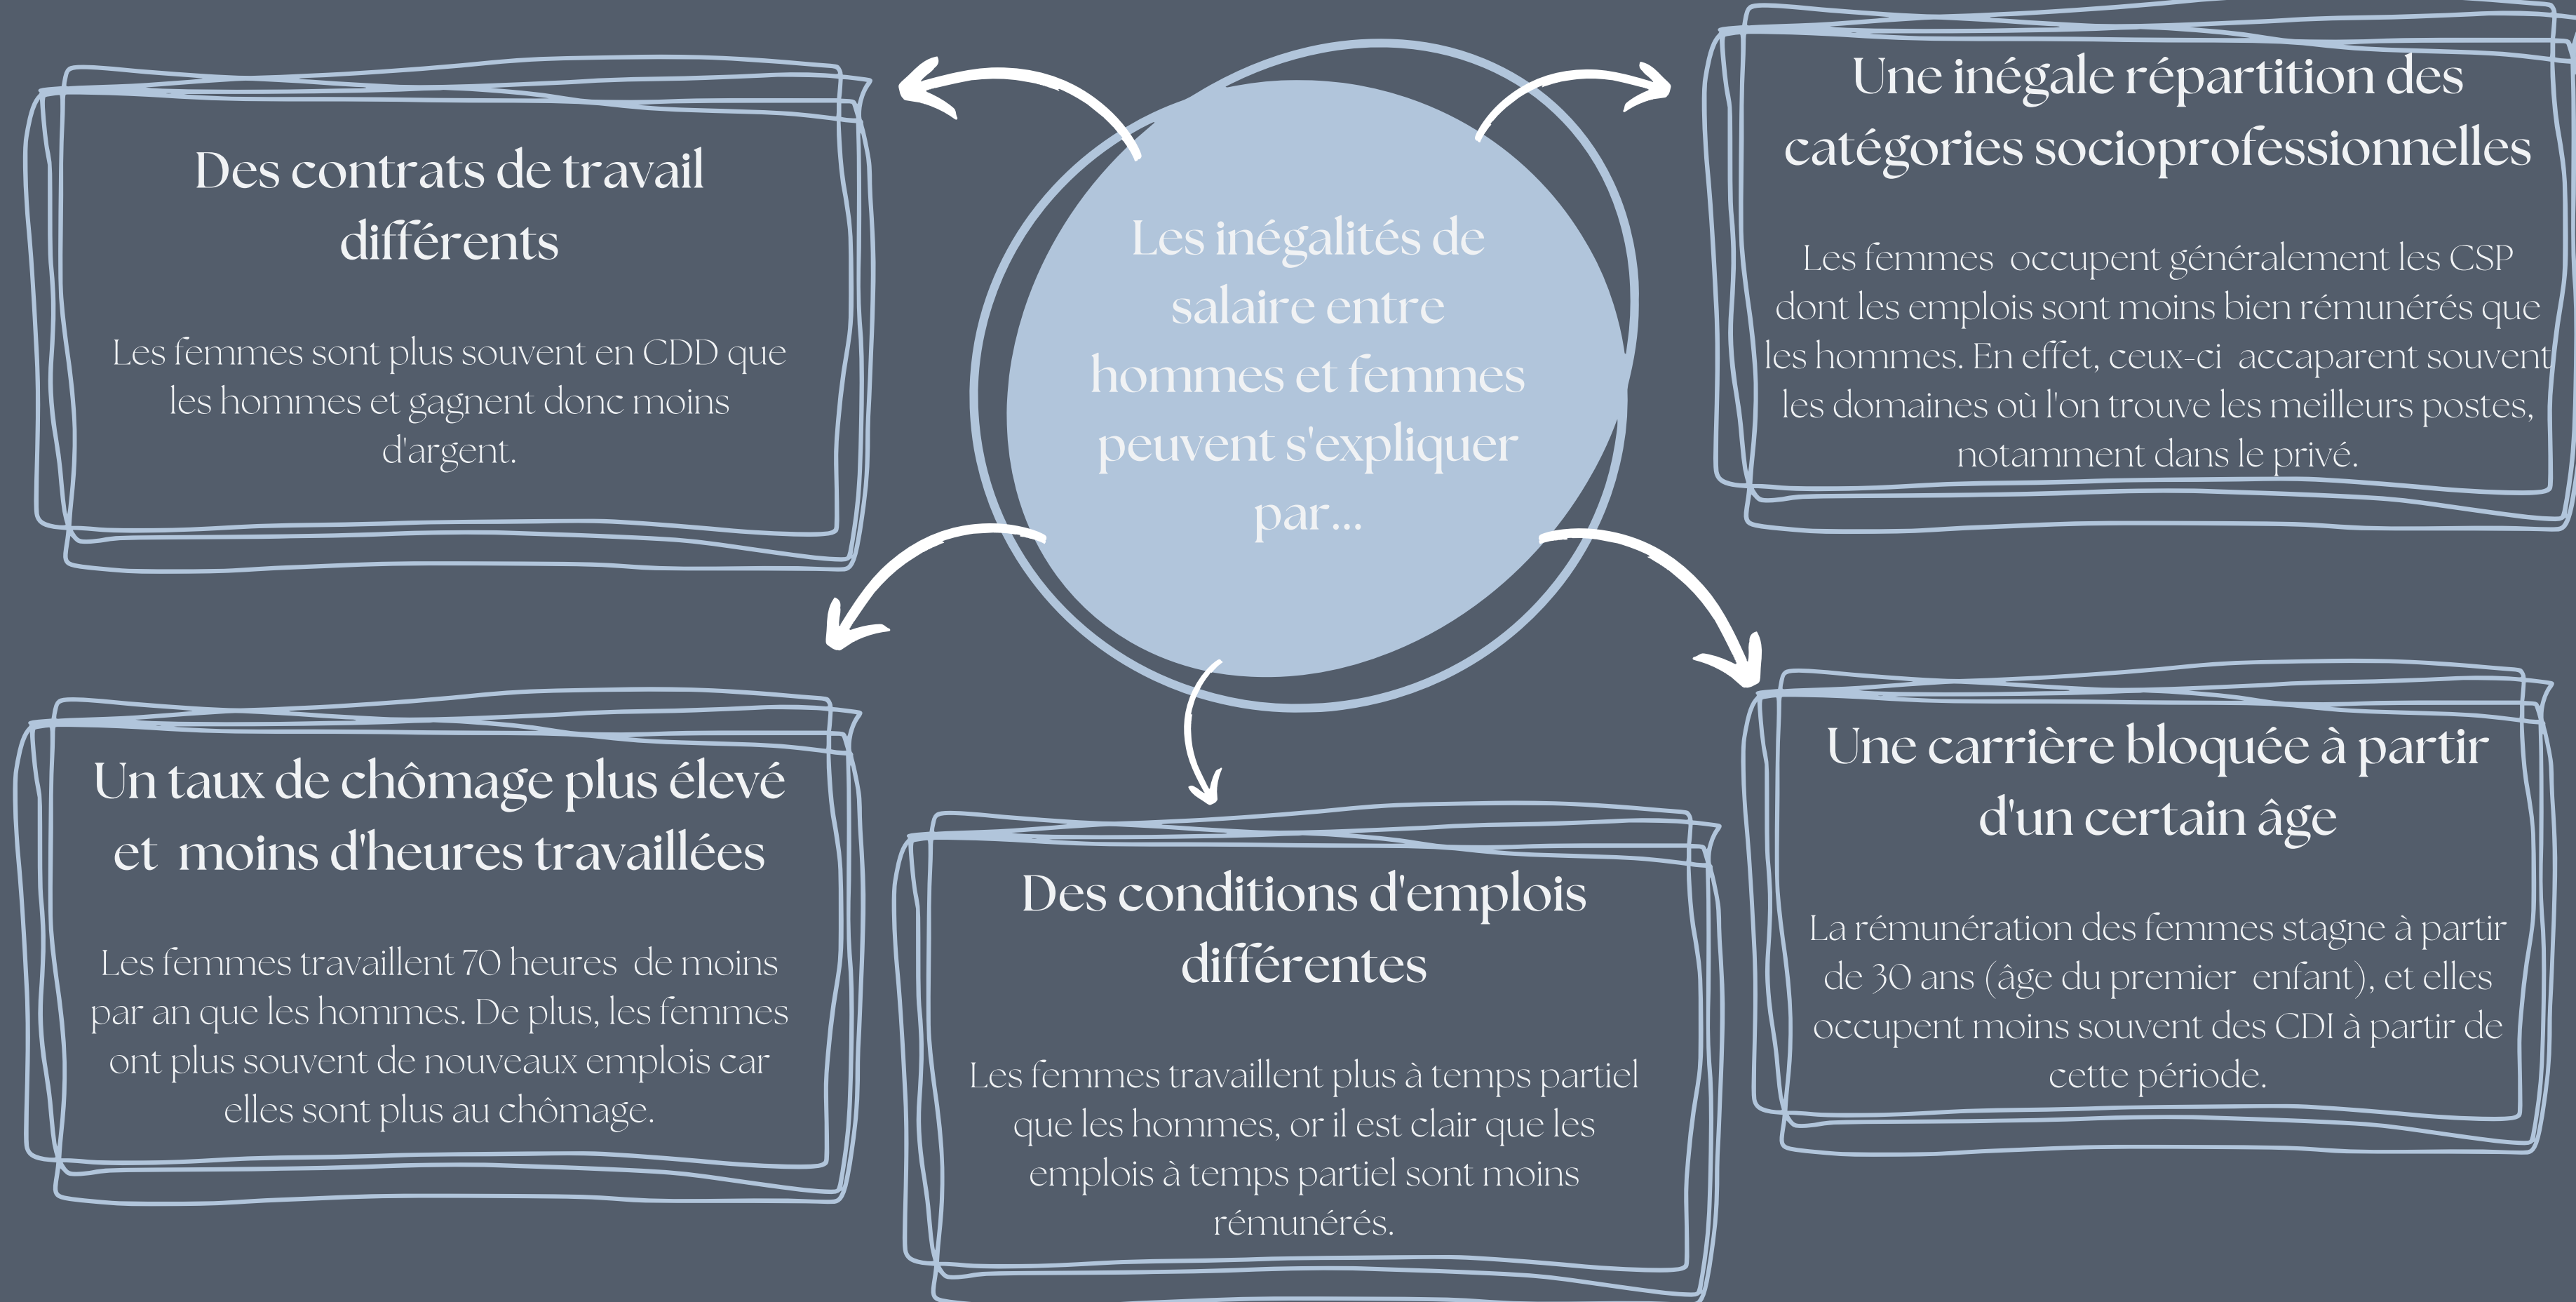 Des contrats de travail
différents
Les femmes sont plus souvent en CDD que
les hommes et gagnent donc moins
d'argent.
Les inégalités de
salaire entre
hommes et femmes
peuvent s'expliquer
par...
Une inégale répartition des
catégories socioprofessionnelles
Les femmes occupent généralement les CSP
dont les emplois sont moins bien rémunérés que
les hommes. En effet, ceux-ci accaparent souvent
les domaines où l'on trouve les meilleurs postes,
notamment dans le privé.
Un taux de chômage plus élevé
et moins d'heures travaillées
Les femmes travaillent 70 heures de moins
par an que les hommes. De plus, les femmes
ont plus souvent de nouveaux emplois car
elles sont plus au chômage.
Des conditions d'emplois
différentes
Les femmes travaillent plus à temps partiel
que les hommes, or il est clair que les
emplois à temps partiel sont moins
rémunérés.
Une carrière bloquée à partir
d'un certain âge
La rémunération des femmes stagne à partir
de 30 ans (âge du premier enfant), et elles
occupent moins souvent des CDI à partir de
cette période.